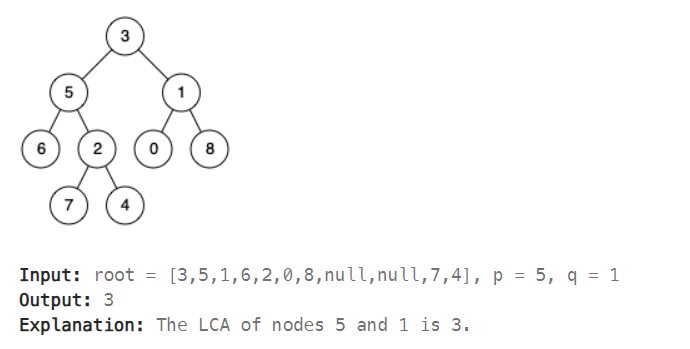 3
5 1
6 2 0 8
7 4
Input: root = [3,5,1,6,2,0,8,null,null,7,4], p = 5, q = 1
Output: 3
Explanation: The LCA of nodes 5 and 1 is 3.